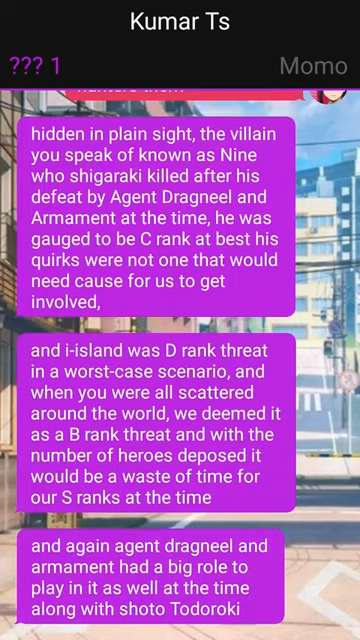 Kumar Ts
??? 1
Momo
hidden in plain sight, the villain
you speak of known as Nine
who shigaraki killed after his
defeat by Agent Dragneel and
Armament at the time, he was
gauged to be C rank at best his
quirks were not one that would
need cause for us to get
involved,
and i-island was D rank threat
in a worst-case scenario, and
when you were all scattered
around the world, we deemed it
as a B rank threat and with the
number of heroes deposed it
would be a waste of time for
our S ranks at the time
and again agent dragneel and
armament had a big role to
play in it as well at the time
along with shoto Todoroki